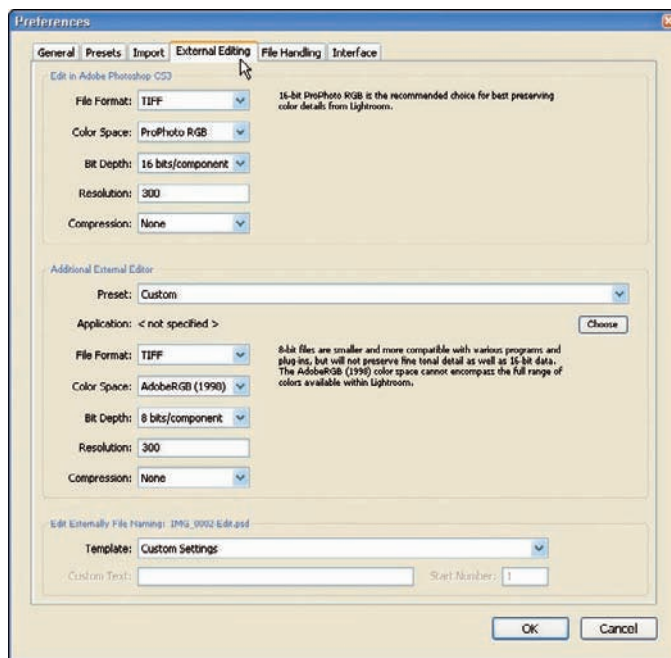 Preferences
General Presets Import External Editing File Handling Interface
Edit in Adobe Photoshop CS3
File Format: TIFF
16-bit ProPhoto RGB is the recommended choice for best preserving
color details from Lightroom.
Color Space: ProPhoto RGB
Bit Depth: 16 bits/component
Resolution: 300
Compression: None
Additional External Editor
Preset: Custom
Application: < not specified > Choose
File Format: TIFF
8-bit files are smaller and more compatible with various programs and
plug-ins, but will not preserve fine tonal detail as well as 16-bit data.
The AdobeRGB (1998) color space cannot encompass the full range of
colors available within Lightroom.
Color Space: AdobeRGB (1998)
Bit Depth: 8 bits/component
Resolution: 300
Compression: None
Edit Externally File Naming: IMG_0002-Edit.psd
Template: Custom Settings
Custom Text: Start Number: 1
OK Cancel